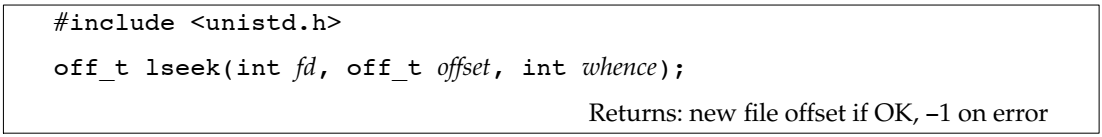 #include <unistd.h>
off_t lseek(int fd, off_t offset, int whence);
Returns: new file offset if OK, –1 on error